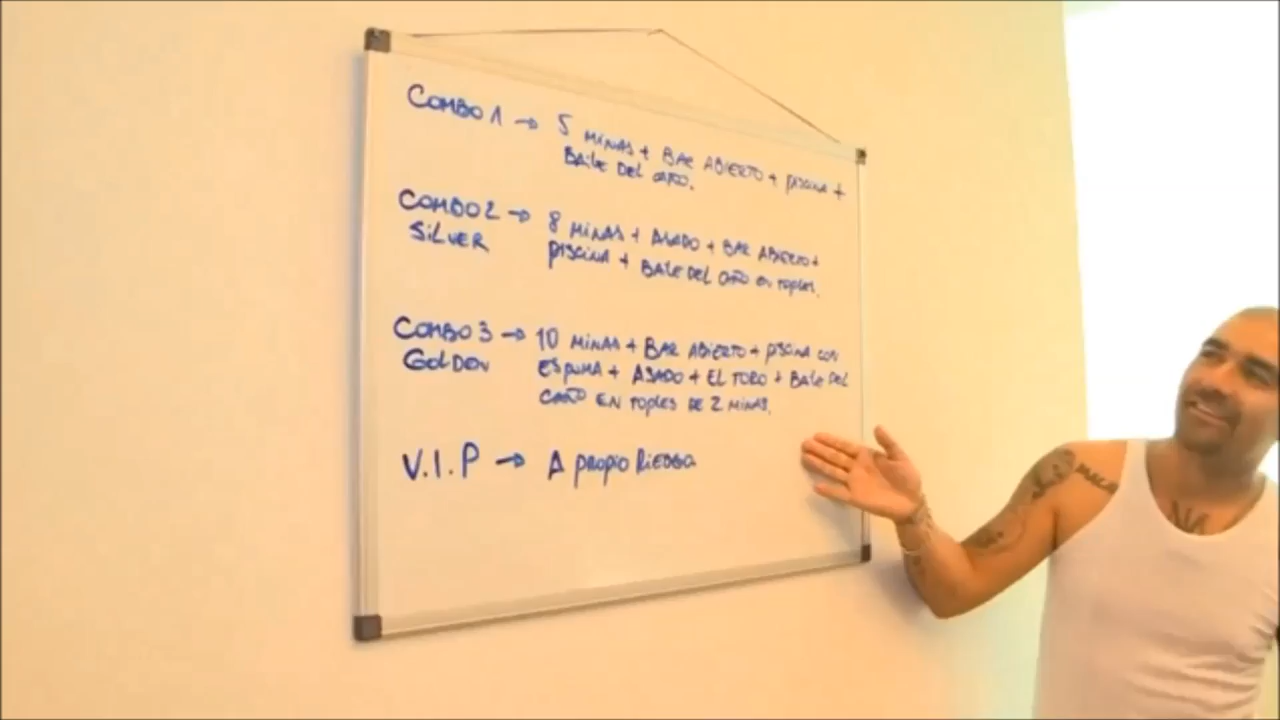 COMBO 1 → 5 MINAS + BAR ABIERTO + PISCINA +
BAILE DEL CAÑO.
COMBO 2 → 8 MINAS + ASADO + BAR ABIERTO +
SILVER PISCINA + BAILE DEL CAÑO EN TOPLES.
COMBO 3 → 10 MINAS + BAR ABIERTO + PISCINA CON
GOLDEN ESPUMA + ASADO + EL TORO + BAILE DEL
CAÑO EN TOPLES DE 2 MINAS.
V.I.P → A PROPIO RIESGO